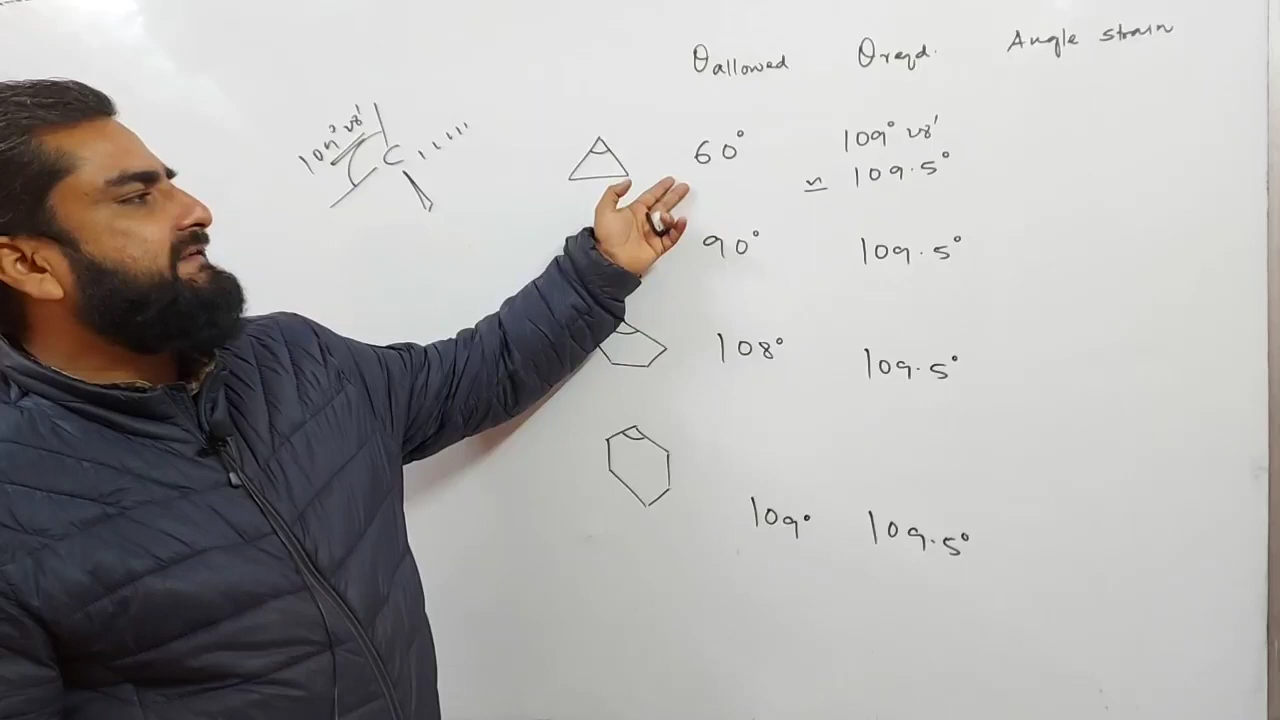 θallowed θreqd. Angle strain
109° 28'
C
60° 109° 28'
≈ 109.5°
90° 109.5°
108° 109.5°
109° 109.5°